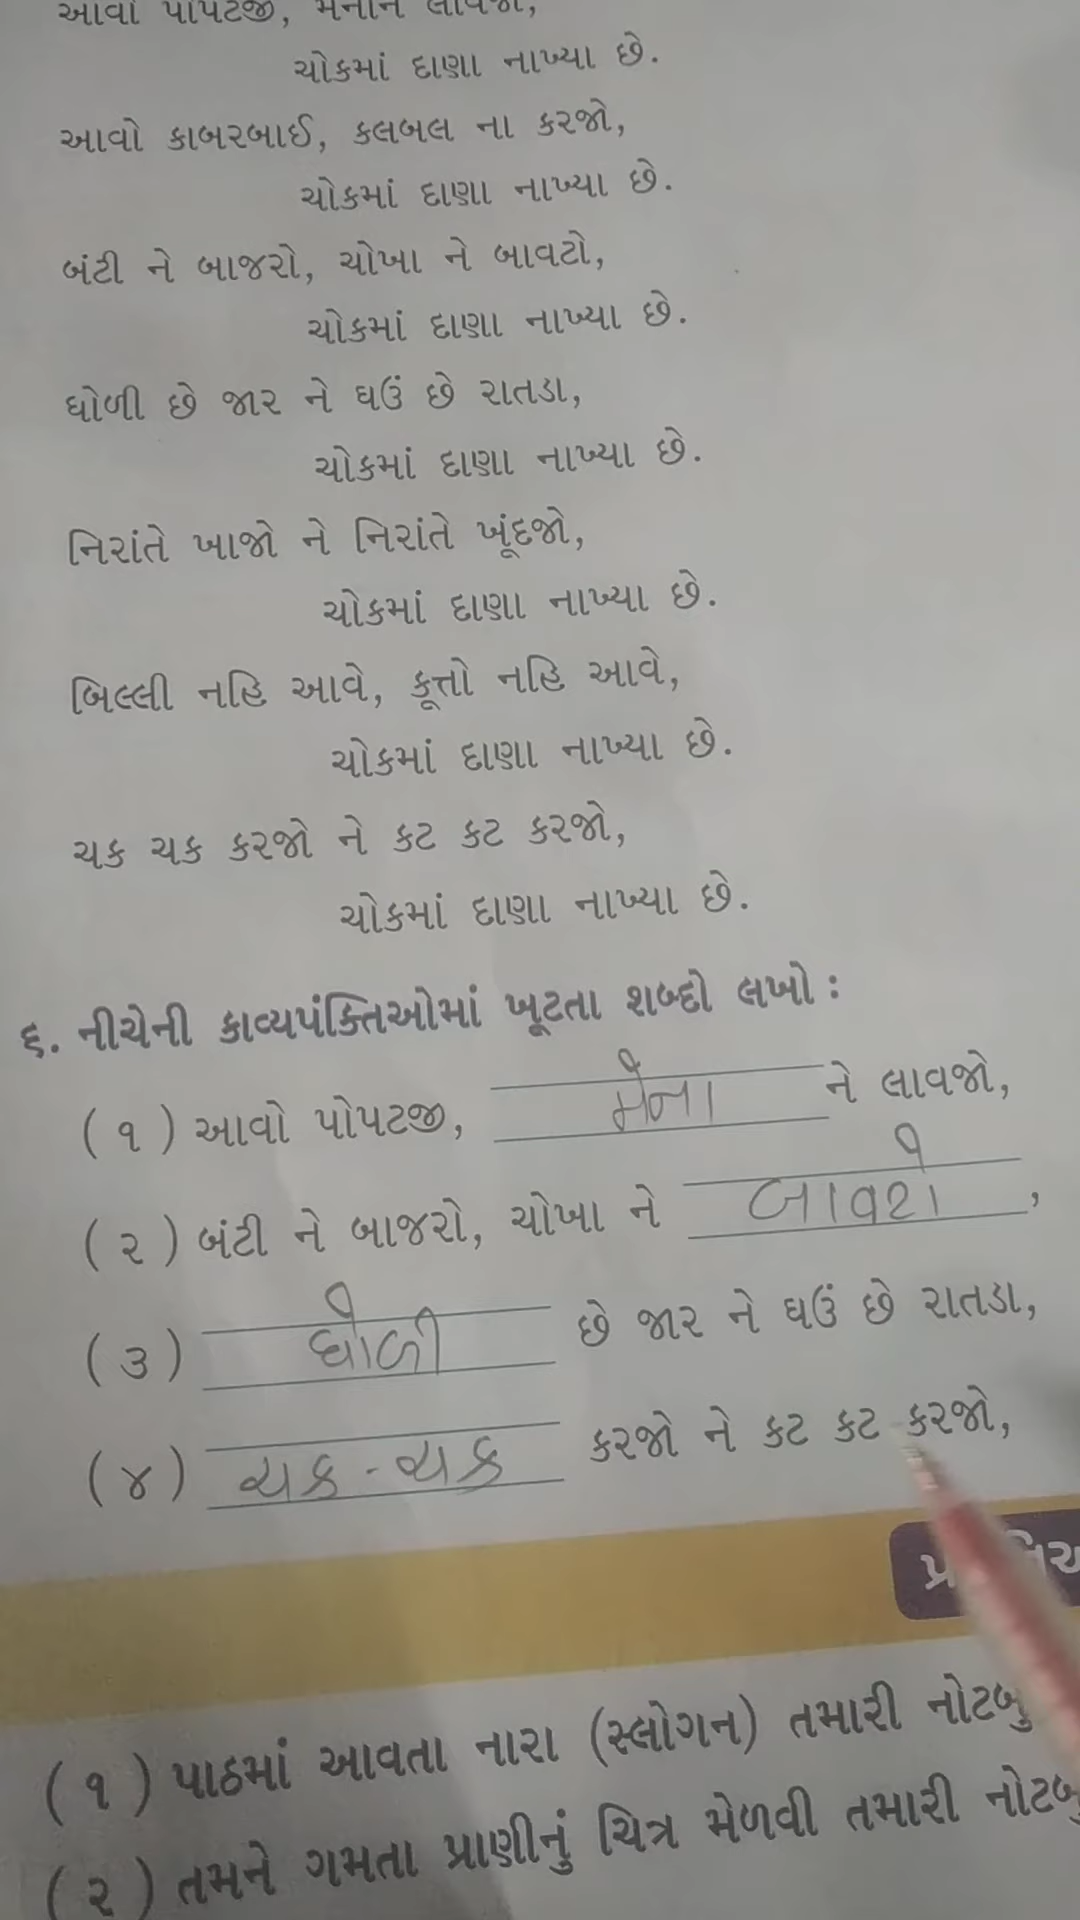 આવો પોપટજી, મેનાને લાવજો,
ચોકમાં દાણા નાખ્યા છે.
આવો કાબરબાઈ, કલબલ ના કરજો,
ચોકમાં દાણા નાખ્યા છે.
બંટી ને બાજરો, ચોખા ને બાવટો,
ચોકમાં દાણા નાખ્યા છે.
ધોળી છે જાર ને ઘઉં છે રાતડા,
ચોકમાં દાણા નાખ્યા છે.
નિરાંતે ખાજો ને નિરાંતે ખૂંદજો,
ચોકમાં દાણા નાખ્યા છે.
બિલ્લી નહિ આવે, કૂત્તો નહિ આવે,
ચોકમાં દાણા નાખ્યા છે.
ચક ચક કરજો ને કટ કટ કરજો,
ચોકમાં દાણા નાખ્યા છે.
૬. નીચેની કાવ્યપંક્તિઓમાં ખૂટતા શબ્દો લખો :
(૧) આવો પોપટજી, મેના ને લાવજો,
(૨) બંટી ને બાજરો, ચોખા ને બાવટો,
(૩) ધોળી છે જાર ને ઘઉં છે રાતડા,
(૪) ચક - ચક કરજો ને કટ કટ કરજો,
(૧) પાઠમાં આવતા નારા (સ્લોગન) તમારી નોટબુ
(૨) તમને ગમતા પ્રાણીનું ચિત્ર મેળવી તમારી નોટબુ